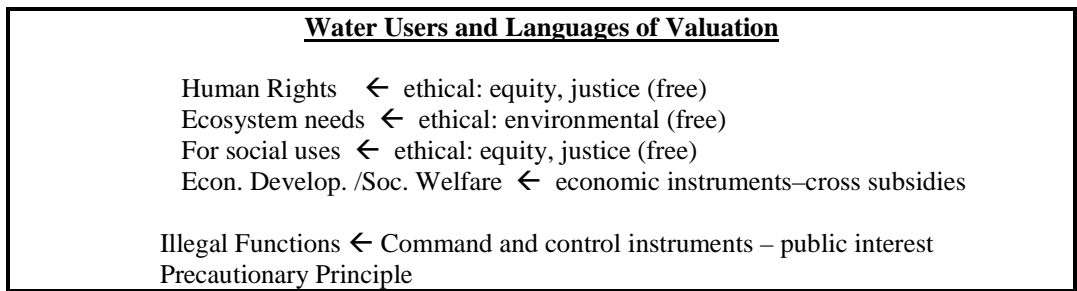 Water Users and Languages of Valuation
Human Rights ← ethical: equity, justice (free)
Ecosystem needs ← ethical: environmental (free)
For social uses ← ethical: equity, justice (free)
Econ. Develop. /Soc. Welfare ← economic instruments–cross subsidies
Illegal Functions ← Command and control instruments – public interest
Precautionary Principle